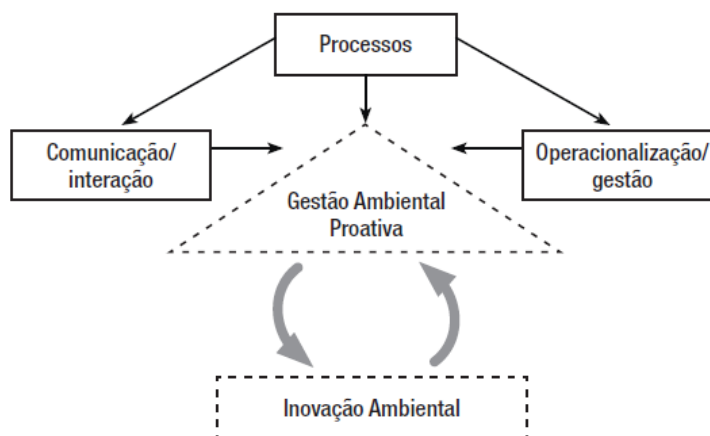 Processos
Comunicação/
interação
Operacionalização/
gestão
Gestão Ambiental
Proativa
Inovação Ambiental